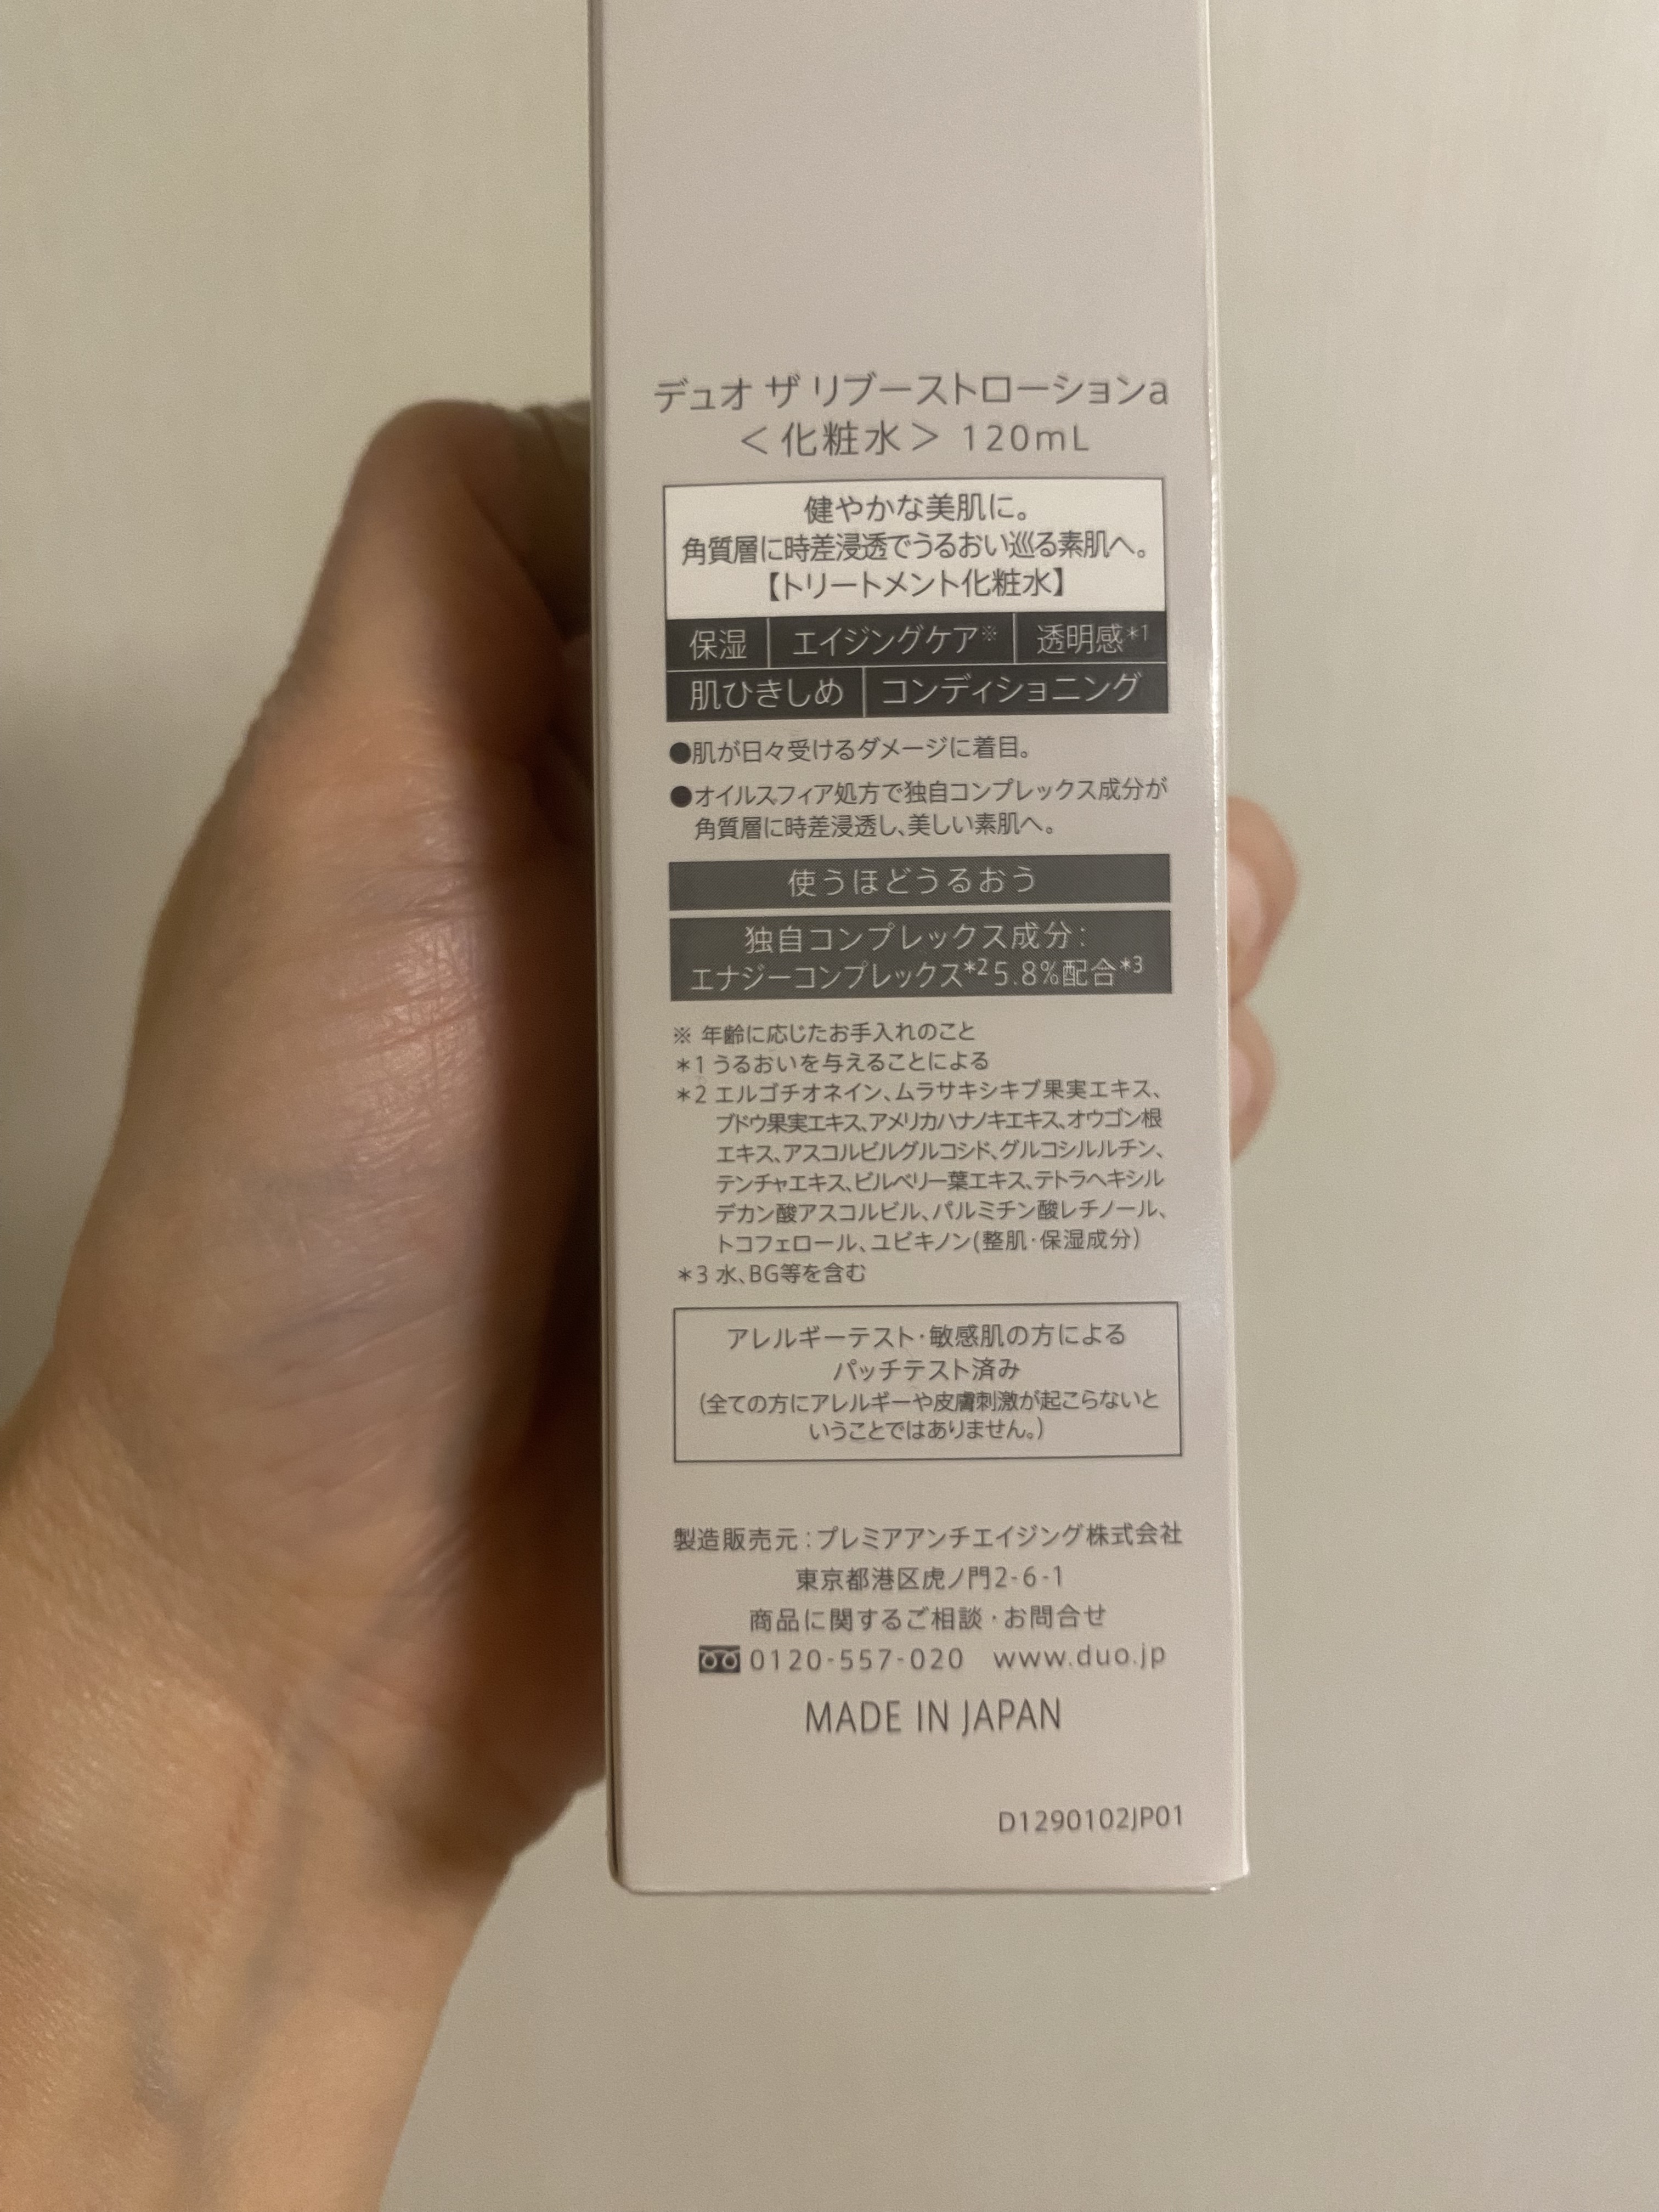 デュオ ザ リブーストローションa
＜化粧水＞ 120mL
健やかな美肌に。
角質層に時差浸透でうるおい巡る素肌へ。
【トリートメント化粧水】
保湿 エイジングケア※ 透明感*1
肌ひきしめ コンディショニング
●肌が日々受けるダメージに着目。
●オイルスフィア処方で独自コンプレックス成分が
角質層に時差浸透し、美しい素肌へ。
使うほどうるおう
独自コンプレックス成分：
エナジーコンプレックス*2 5.8%配合*3
※ 年齢に応じたお手入れのこと
*1 うるおいを与えることによる
*2 エルゴチオネイン、ムラサキシキブ果実エキス、
ブドウ果実エキス、アメリカハナノキエキス、オウゴン根
エキス、アスコルビルグルコシド、グルコシルルチン、
テンチャエキス、ビルベリー葉エキス、テトラヘキシル
デカン酸アスコルビル、パルミチン酸レチノール、
トコフェロール、ユビキノン(整肌・保湿成分)
*3 水、BG等を含む
アレルギーテスト・敏感肌の方による
パッチテスト済み
(全ての方にアレルギーや皮膚刺激が起こらないと
いうことではありません。)
製造販売元：プレミアアンチエイジング株式会社
東京都港区虎ノ門2-6-1
商品に関するご相談・お問合せ
0120-557-020 www.duo.jp
MADE IN JAPAN
D1290102JP01